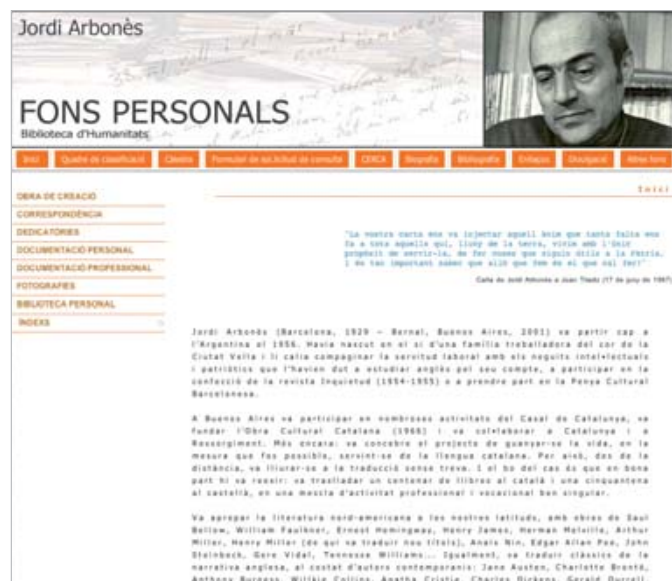 Jordi Arbonès
FONS PERSONALS
Biblioteca d'Humanitats
Inici Quadre de classificació Càtedra Formulari de sol.licitud de consulta CERCA Biografia Bibliografia Enllaços Divulgació Altres fons
Inici
OBRA DE CREACIÓ
CORRESPONDÈNCIA
DEDICATÒRIES
DOCUMENTACIÓ PERSONAL
DOCUMENTACIÓ PROFESSIONAL
FOTOGRAFIES
BIBLIOTECA PERSONAL
ÍNDEXS
"La vostra carta ens va injectar aquell ànim que tanta falta ens
fa a tots aquells qui, lluny de la terra, vivim amb l'únic
propòsit de servir-la, de fer coses que siguin útils a la Pàtria.
I és tan important saber que allò que fem és el que cal fer!"
Carta de Jordi Arbonès a Joan Triadú (17 de juny de 1967)
Jordi Arbonès (Barcelona, 1929 – Bernal, Buenos Aires, 2001) va partir cap a
l'Argentina el 1956. Havia nascut en el si d'una família treballadora del cor de la
Ciutat Vella i li calia compaginar la servitud laboral amb els neguits intel•lectuals
i patriòtics que l'havien dut a estudiar anglès pel seu compte, a participar en la
confecció de la revista Inquietud (1954-1955) o a prendre part en la Penya Cultural
Barcelonesa.
A Buenos Aires va participar en nombroses activitats del Casal de Catalunya, va
fundar l'Obra Cultural Catalana (1966) i va col•laborar a Catalunya i a
Ressorgiment. Més encara: va concebre el projecte de guanyar-se la vida, en la
mesura que fos possible, servint-se de la llengua catalana. Per això, des de la
distància, va lliurar-se a la traducció sense treva. I el bo del cas és que en bona
part hi va reeixir: va traslladar un centenar de llibres al català i una cinquantena
al castellà, en una mescla d'activitat professional i vocacional ben singular.
Va apropar la literatura nord-americana a les nostres latituds, amb obres de Saul
Bellow, William Faulkner, Ernest Hemingway, Henry James, Herman Melville, Arthur
Miller, Henry Miller (de qui va traduir nou títols), Anaïs Nin, Edgar Allan Poe, John
Steinbeck, Gore Vidal, Tennesse Williams... Igualment, va traduir clàssics de la
narrativa anglesa, al costat d'autors contemporanis: Jane Austen, Charlotte Brontë,
Anthony Burgess, Wilkie Collins, Agatha Cristie, Charles Dickens, Gerald Durrell,